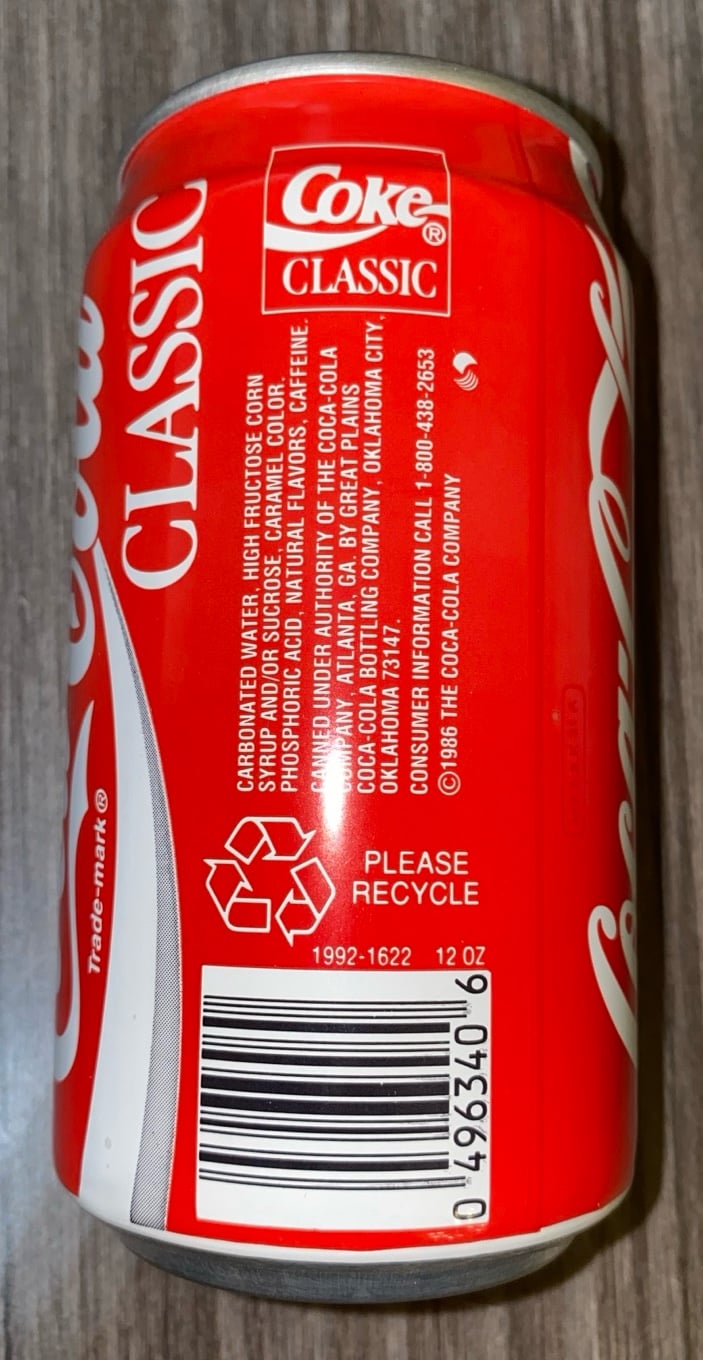 Coke®
CLASSIC
CLASSIC
Trade-mark ®
CARBONATED WATER, HIGH FRUCTOSE CORN
SYRUP AND/OR SUCROSE, CARAMEL COLOR,
PHOSPHORIC ACID, NATURAL FLAVORS, CAFFEINE.
CANNED UNDER AUTHORITY OF THE COCA-COLA
COMPANY, ATLANTA, GA. BY GREAT PLAINS
COCA-COLA BOTTLING COMPANY, OKLAHOMA CITY,
OKLAHOMA 73147.
CONSUMER INFORMATION CALL 1-800-438-2653
©1986 THE COCA-COLA COMPANY
PLEASE
RECYCLE
1992-1622 12 OZ
0 496340 6